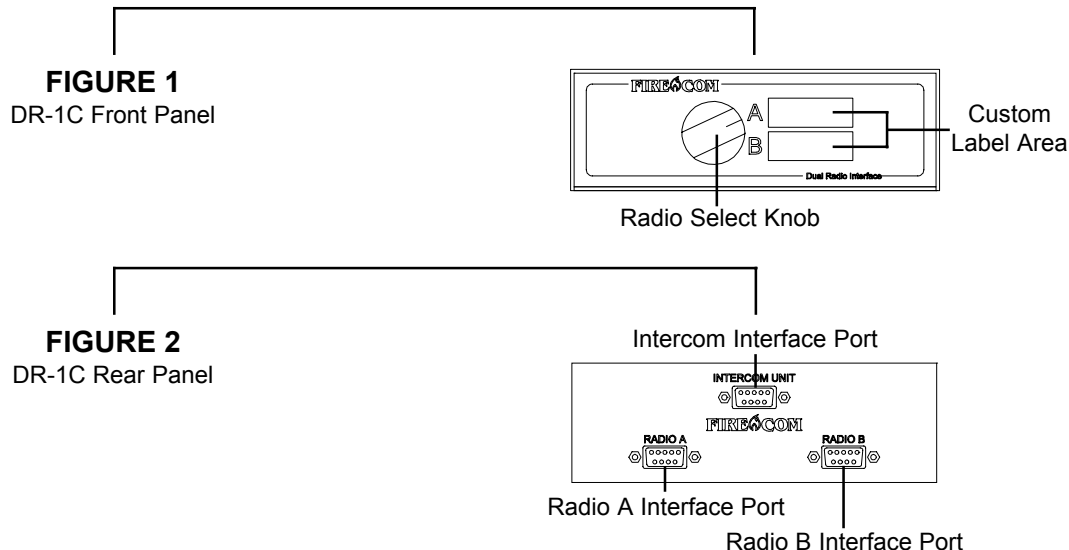 FIGURE 1
DR-1C Front Panel
FIRECOM
A
B
Custom
Label Area
Dual Radio Interface
Radio Select Knob
FIGURE 2
DR-1C Rear Panel
Intercom Interface Port
INTERCOM UNIT
FIRECOM
RADIO A
RADIO B
Radio A Interface Port
Radio B Interface Port